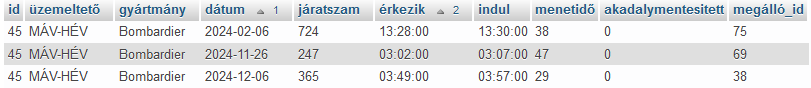 id üzemeltető gyártmány dátum 1 járatszam érkezik 2 indul menetidő akadalymentesitett megálló_id
45 MÁV-HÉV Bombardier 2024-02-06 724 13:28:00 13:30:00 38 0 75
45 MÁV-HÉV Bombardier 2024-11-26 247 03:02:00 03:07:00 47 0 69
45 MÁV-HÉV Bombardier 2024-12-06 365 03:49:00 03:57:00 29 0 38